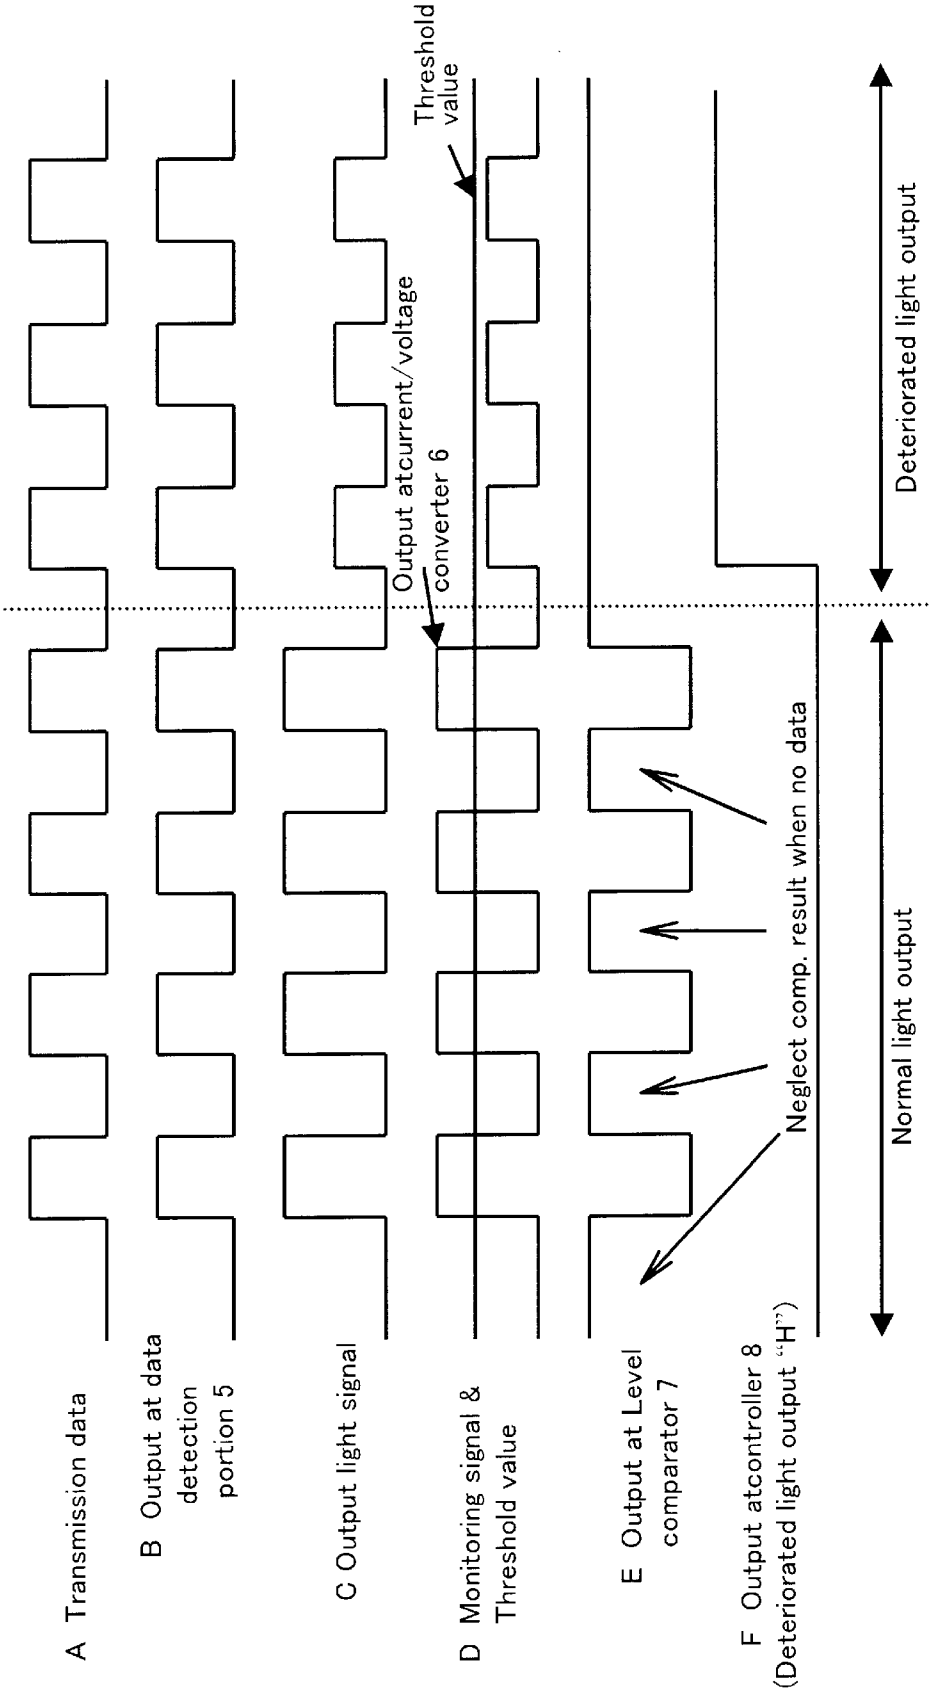 A Transmission data
B Output at data
detection
portion 5
C Output light signal
D Monitoring signal &
Threshold value
E Output at Level
comparator 7
F Output atcontroller 8
(Deteriorated light output “H”)
Output atcurrent/voltage
converter 6
Threshold
value
Neglect comp. result when no data
Normal light output
Deteriorated light output